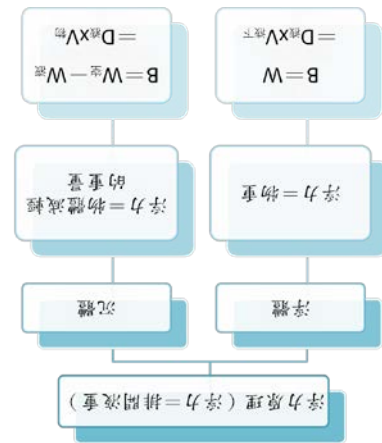 浮力原理（浮力=排開液重）
沉體
浮力=物體減輕
的重量
B=W空－W液
=D液xV物
浮體
浮力=物重
B=W
=D液xV液下